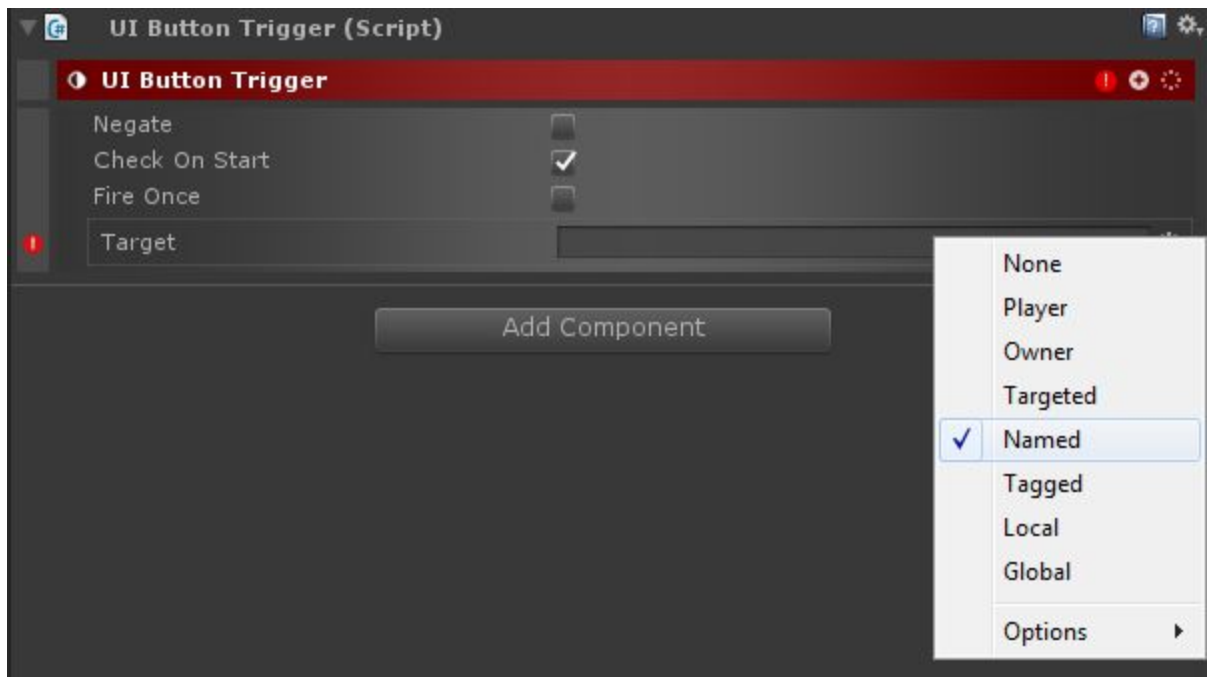 UI Button Trigger (Script)
UI Button Trigger
Negate
Check On Start
Fire Once
Target
Add Component
None
Player
Owner
Targeted
Named
Tagged
Local
Global
Options